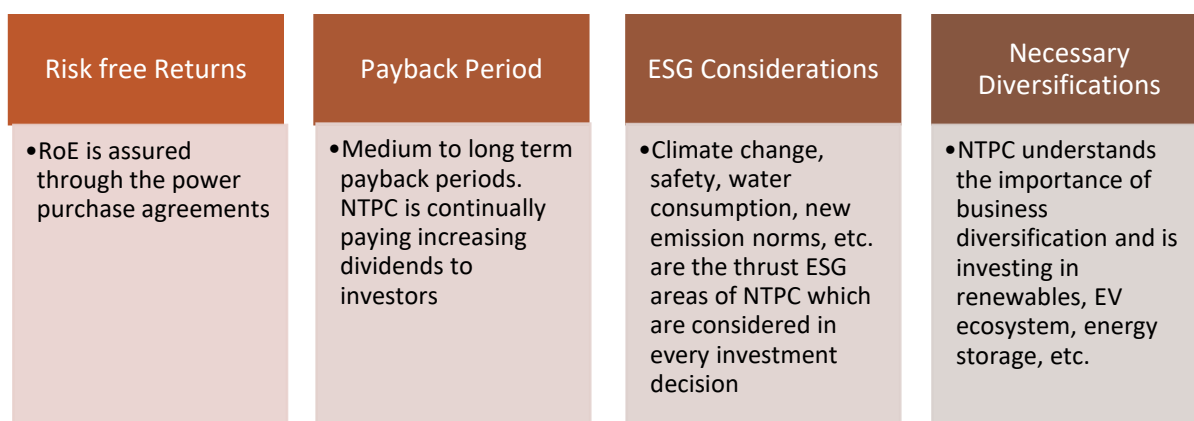 Risk free Returns
•RoE is assured
through the power
purchase agreements
Payback Period
•Medium to long term
payback periods.
NTPC is continually
paying increasing
dividends to
investors
ESG Considerations
•Climate change,
safety, water
consumption, new
emission norms, etc.
are the thrust ESG
areas of NTPC which
are considered in
every investment
decision
Necessary
Diversifications
•NTPC understands
the importance of
business
diversification and is
investing in
renewables, EV
ecosystem, energy
storage, etc.